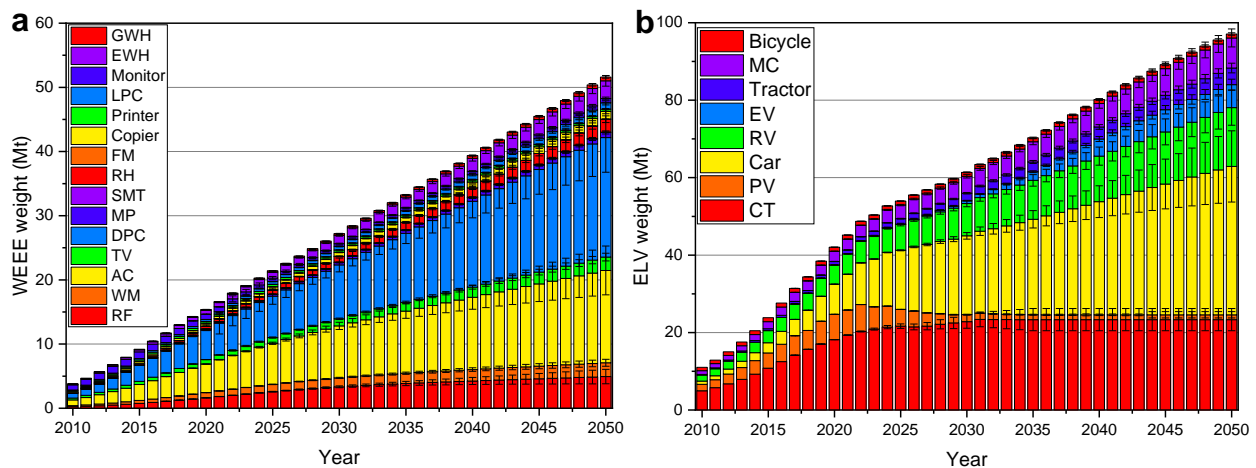 a
WEEE weight (Mt)
60
50
40
30
20
10
0
GWH
EWH
Monitor
LPC
Printer
Copier
FM
RH
SMT
MP
DPC
TV
AC
WM
RF
2010 2015 2020 2025 2030 2035 2040 2045 2050
Year
b
ELV weight (Mt)
100
80
60
40
20
0
Bicycle
MC
Tractor
EV
RV
Car
PV
CT
2010 2015 2020 2025 2030 2035 2040 2045 2050
Year